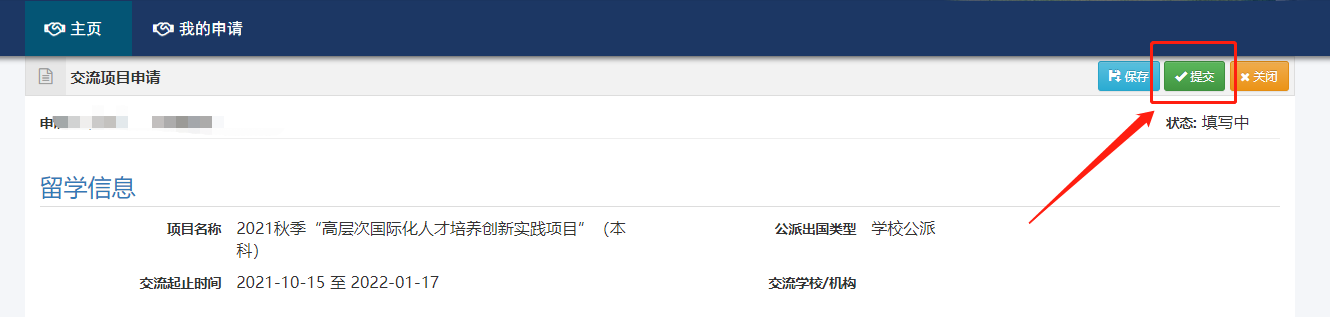 主页 我的申请
交流项目申请 保存 提交 关闭
状态: 填写中
留学信息
项目名称 2021秋季“高层次国际化人才培养创新实践项目”（本 公派出国类型 学校公派
科）
交流起止时间 2021-10-15 至 2022-01-17 交流学校/机构